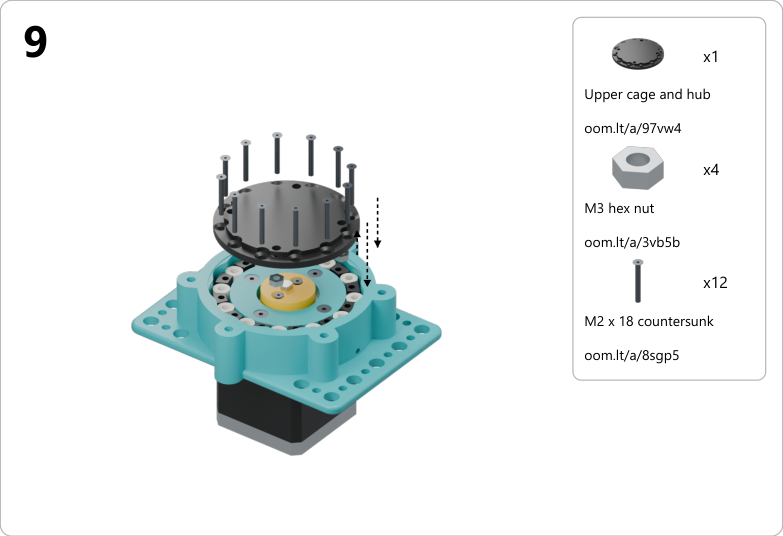 9
x1
Upper cage and hub
oom.lt/a/97vw4
x4
M3 hex nut
oom.lt/a/3vb5b
x12
M2 x 18 countersunk
oom.lt/a/8sgp5